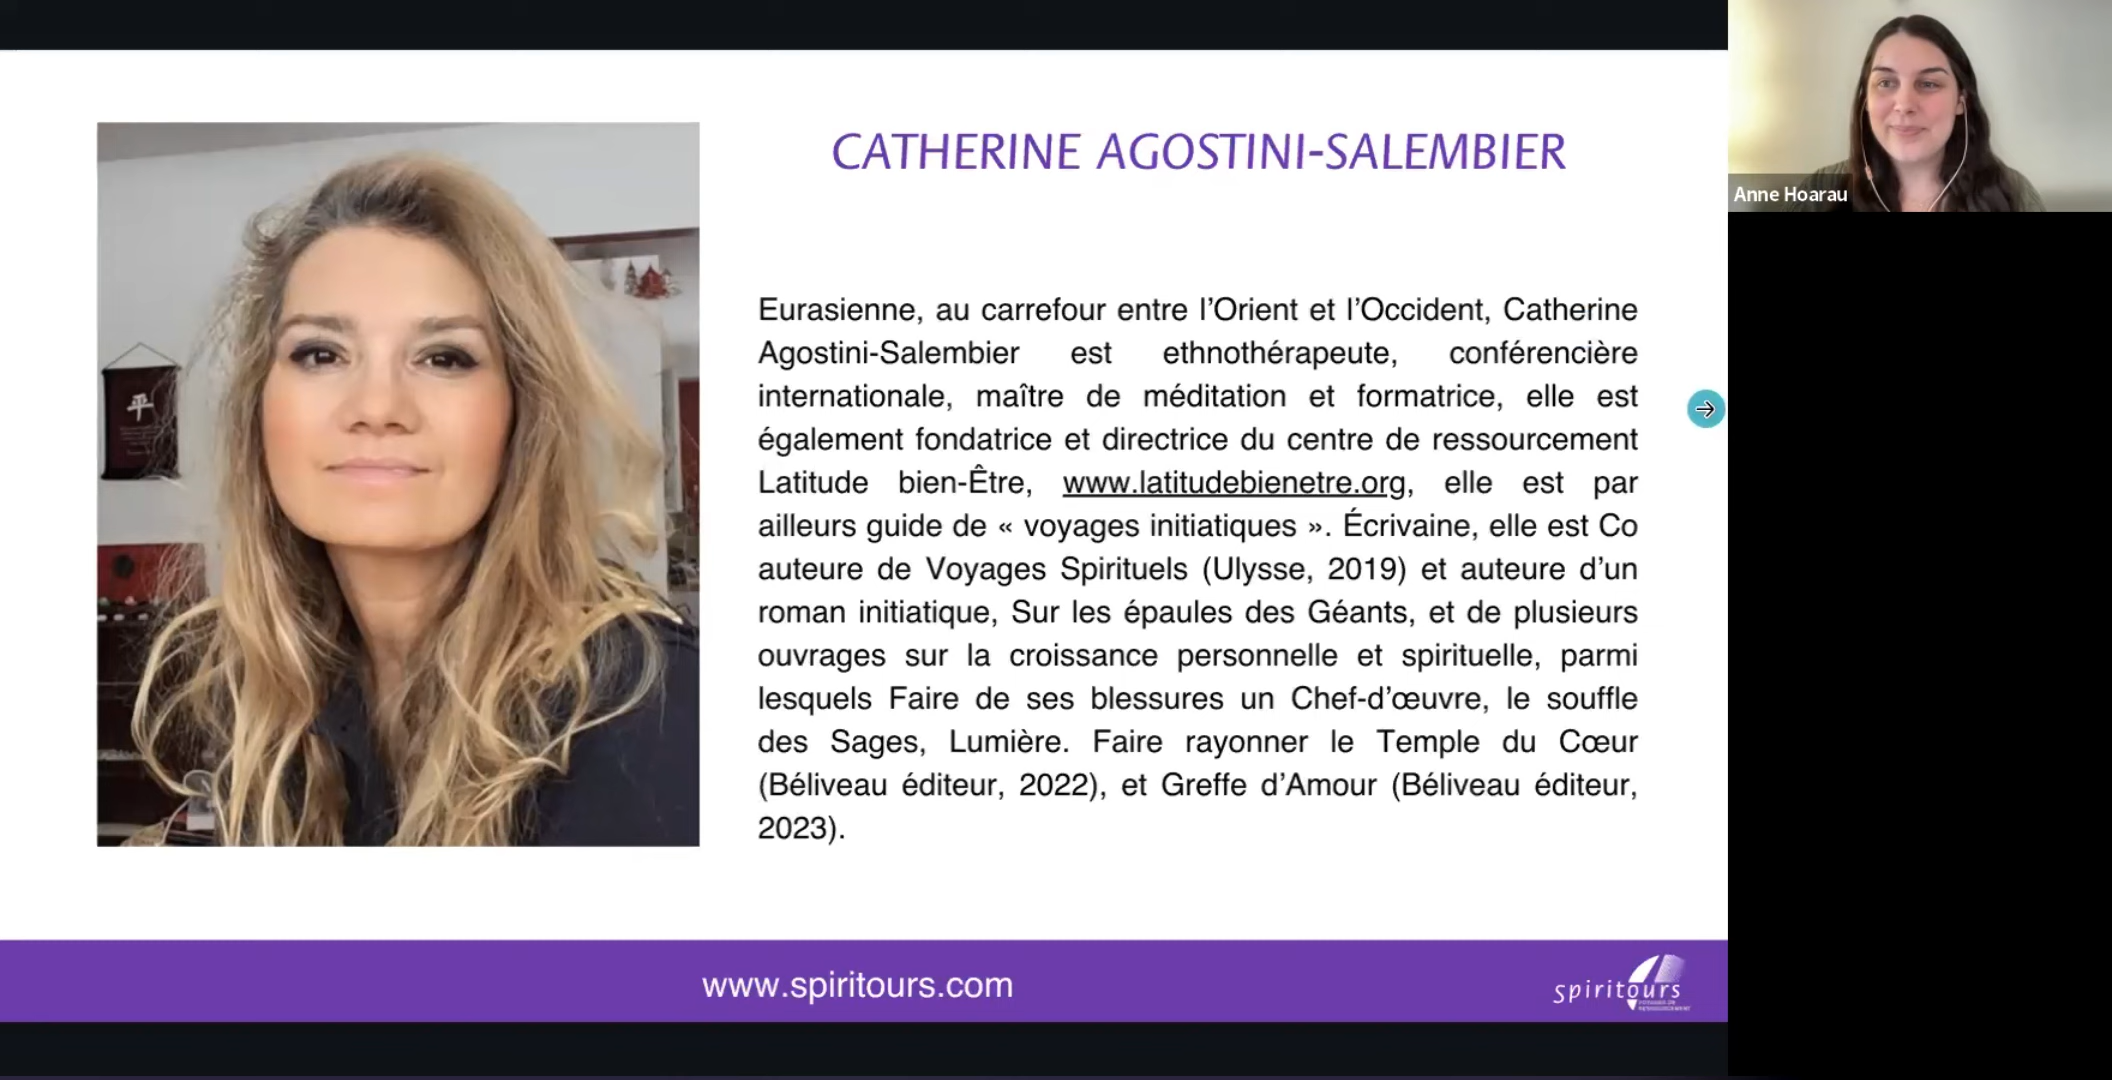 CATHERINE AGOSTINI-SALEMBIER
Eurasienne, au carrefour entre l’Orient et l’Occident, Catherine
Agostini-Salembier est ethnothérapeute, conférencière
internationale, maître de méditation et formatrice, elle est
également fondatrice et directrice du centre de ressourcement
Latitude bien-Être, www.latitudebienetre.org, elle est par
ailleurs guide de « voyages initiatiques ». Écrivaine, elle est Co
auteure de Voyages Spirituels (Ulysse, 2019) et auteure d’un
roman initiatique, Sur les épaules des Géants, et de plusieurs
ouvrages sur la croissance personnelle et spirituelle, parmi
lesquels Faire de ses blessures un Chef-d’œuvre, le souffle
des Sages, Lumière. Faire rayonner le Temple du Cœur
(Béliveau éditeur, 2022), et Greffe d’Amour (Béliveau éditeur,
2023).
平
www.spiritours.com
spiritours
Anne Hoarau